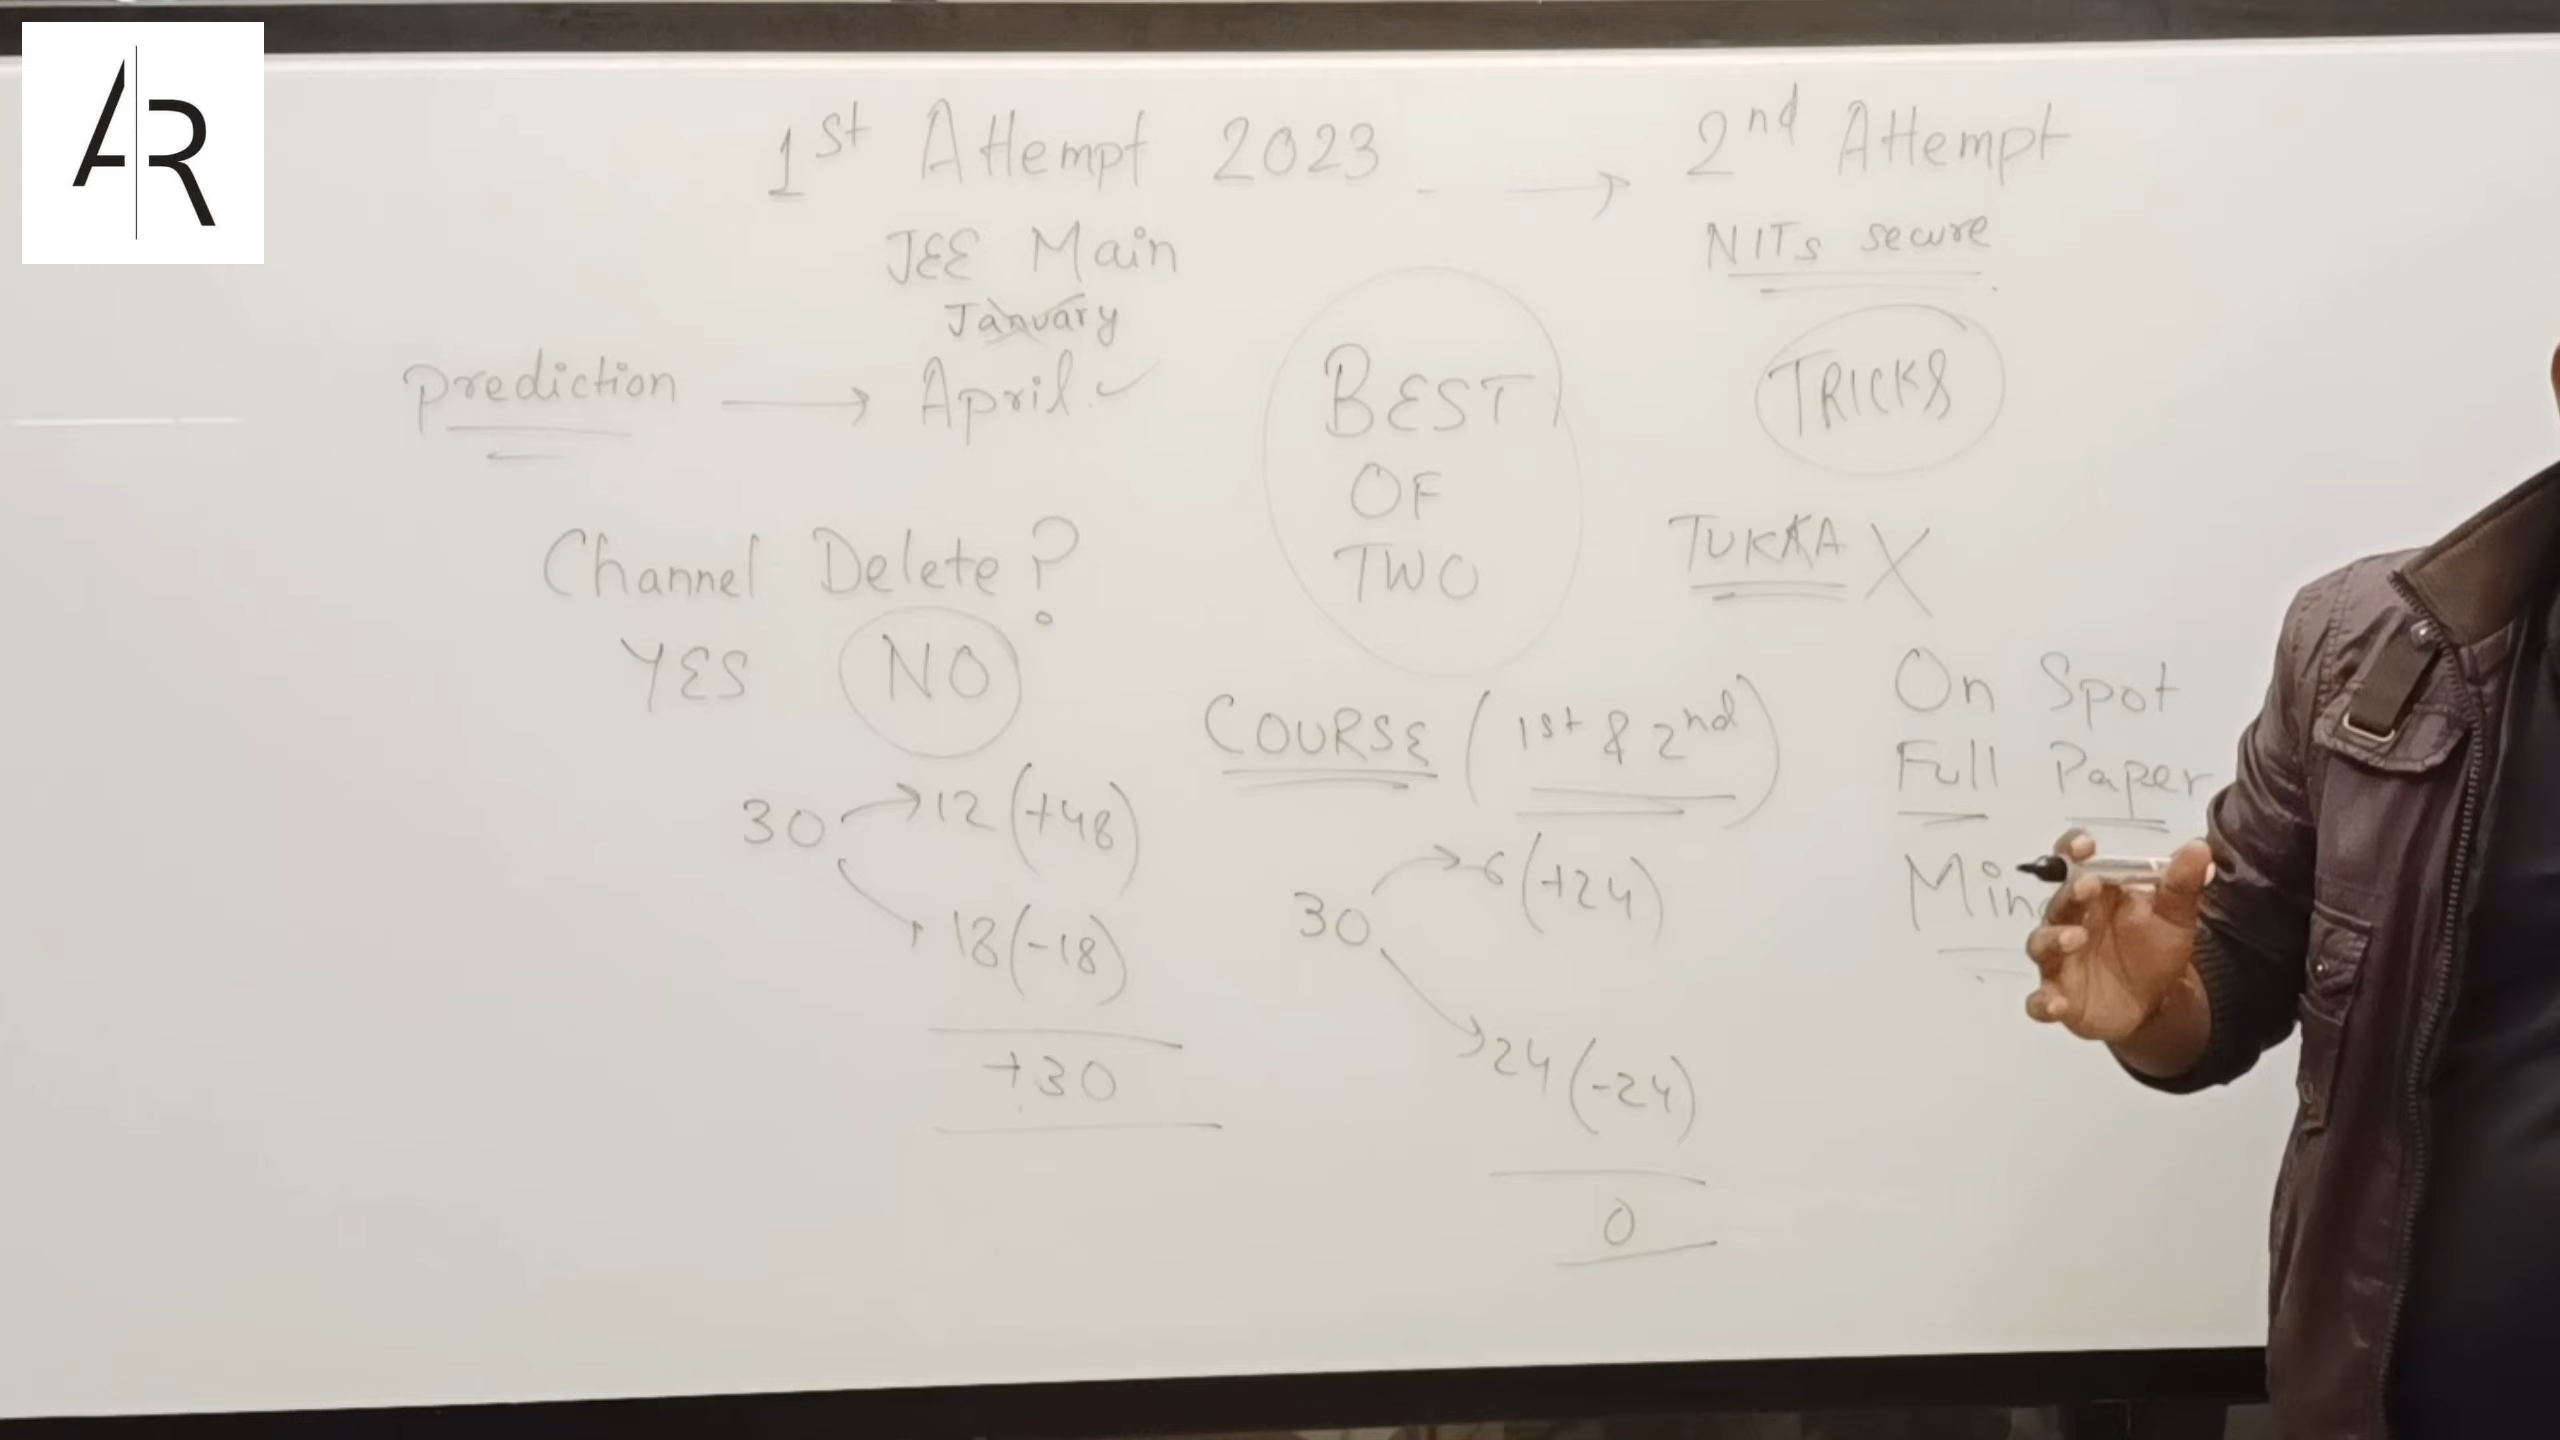 AR
1st Attempt 2023 → 2nd Attempt
JEE Main
NITs secure
January
prediction → April ✓
BEST
OF
TWO
TRICKS
TUKKA X
Channel Delete?
YES NO
COURSE (1st & 2nd)
On Spot
Full Paper
30 → 12 (+48)
→ 18 (-18)
+30
30 → 6 (+24)
→ 24 (-24)
0